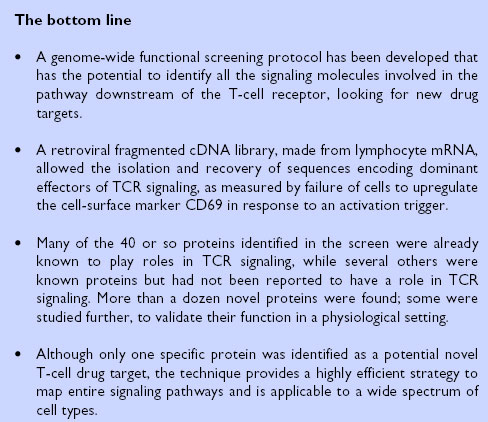 The bottom line
• A genome-wide functional screening protocol has been developed that
has the potential to identify all the signaling molecules involved in the
pathway downstream of the T-cell receptor, looking for new drug
targets.
• A retroviral fragmented cDNA library, made from lymphocyte mRNA,
allowed the isolation and recovery of sequences encoding dominant
effectors of TCR signaling, as measured by failure of cells to upregulate
the cell-surface marker CD69 in response to an activation trigger.
• Many of the 40 or so proteins identified in the screen were already
known to play roles in TCR signaling, while several others were
known proteins but had not been reported to have a role in TCR
signaling. More than a dozen novel proteins were found; some were
studied further, to validate their function in a physiological setting.
• Although only one specific protein was identified as a potential novel
T-cell drug target, the technique provides a highly efficient strategy to
map entire signaling pathways and is applicable to a wide spectrum of
cell types.